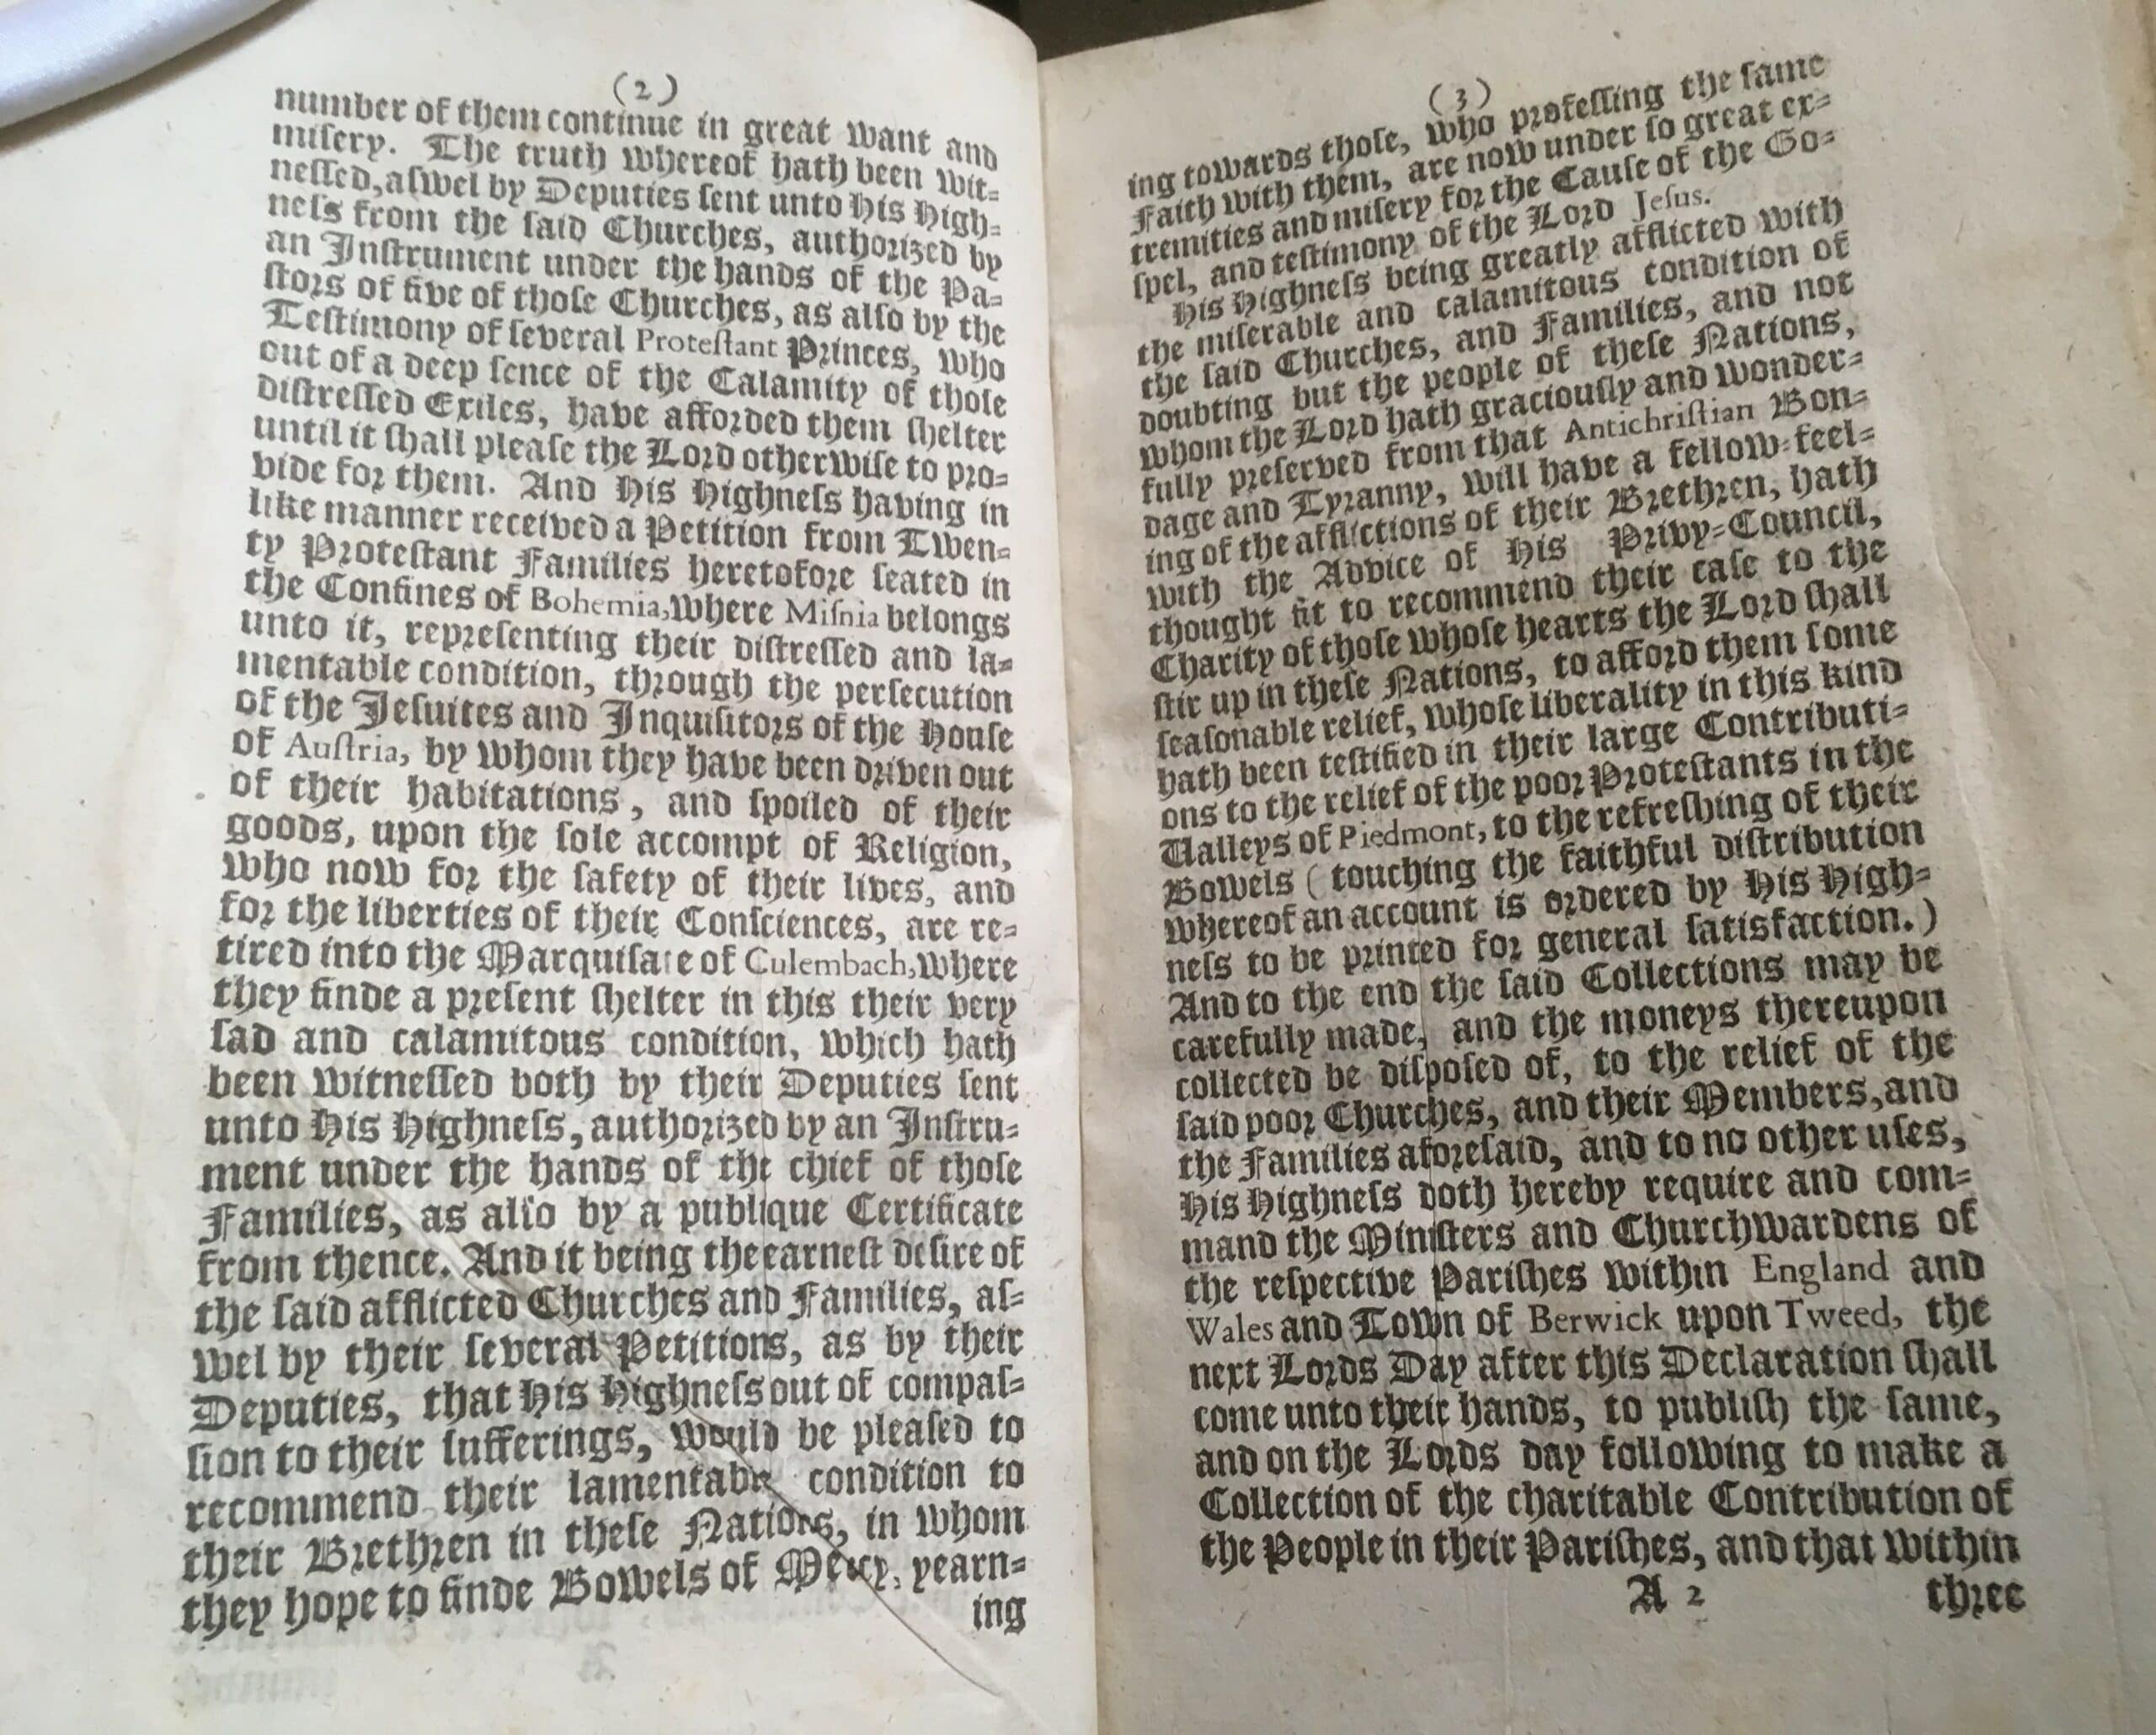 (2)
number of them continue in great want and
misery. The truth whereof hath been wit=
nessed, aswel by Deputies sent unto His High=
ness from the said Churches, authorized by
an Instrument under the hands of the Pa=
stors of five of those Churches, as also by the
Testimony of several Protestant Princes, who
out of a deep sence of the Calamity of those
distressed Exiles, have afforded them shelter
until it shall please the Lord otherwise to pro=
vide for them. And His Highness having in
like manner received a Petition from Twen=
ty Protestant Families heretofore seated in
the Confines of Bohemia, where Misnia belongs
unto it, representing their distressed and la=
mentable condition, through the persecution
of the Jesuites and Inquisitors of the House
of Austria, by whom they have been driven out
of their habitations, and spoiled of their
goods, upon the sole accompt of Religion,
who now for the safety of their lives, and
for the liberties of their Consciences, are re=
tired into the Marquisate of Culembach, where
they finde a present shelter in this their very
sad and calamitous condition, which hath
been witnessed both by their Deputies sent
unto His Highness, authorized by an Instru=
ment under the hands of the chief of those
Families, as also by a publique Certificate
from thence. And it being the earnest desire of
the said afflicted Churches and Families, as=
wel by their several Petitions, as by their
Deputies, that His Highness out of compas=
sion to their sufferings, would be pleased to
recommend their lamentable condition to
their Brethren in these Nations, in whom
they hope to finde Bowels of Mercy, yearn=
ing
(3)
ing towards those, who professing the same
Faith with them, are now under so great ex=
tremities and misery for the Cause of the Go=
spel, and testimony of the Lord Jesus.
His Highness being greatly afflicted with
the miserable and calamitous condition of
the said Churches, and Families, and not
doubting but the people of these Nations,
whom the Lord hath graciously and wonder=
fully preserved from that Antichristian Bon=
dage and Tyranny, will have a fellow=feel=
ing of the afflictions of their Brethren, hath
with the Advice of His Privy=Council,
thought fit to recommend their case to the
Charity of those whose hearts the Lord shall
stir up in these Nations, to afford them some
seasonable relief, whose liberality in this kind
hath been testified in their large Contributi=
ons to the relief of the poor Protestants in the
Valleys of Piedmont, to the refreshing of their
Bowels (touching the faithful distribution
whereof an account is ordered by His High=
ness to be printed for general satisfaction.)
And to the end the said Collections may be
carefully made, and the moneys thereupon
collected be disposed of, to the relief of the
said poor Churches, and their Members, and
the Families aforesaid, and to no other uses,
His Highness doth hereby require and com=
mand the Ministers and Churchwardens of
the respective Parishes within England and
Wales and Town of Berwick upon Tweed, the
next Lords Day after this Declaration shall
come unto their hands, to publish the same,
and on the Lords day following to make a
Collection of the charitable Contribution of
the People in their Parishes, and that within
A 2 three